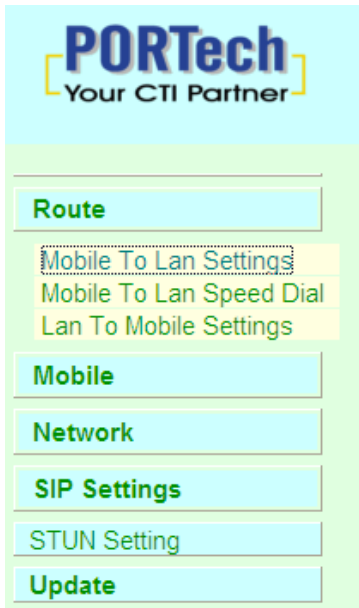 PORTech
Your CTI Partner
Route
Mobile To Lan Settings
Mobile To Lan Speed Dial
Lan To Mobile Settings
Mobile
Network
SIP Settings
STUN Setting
Update